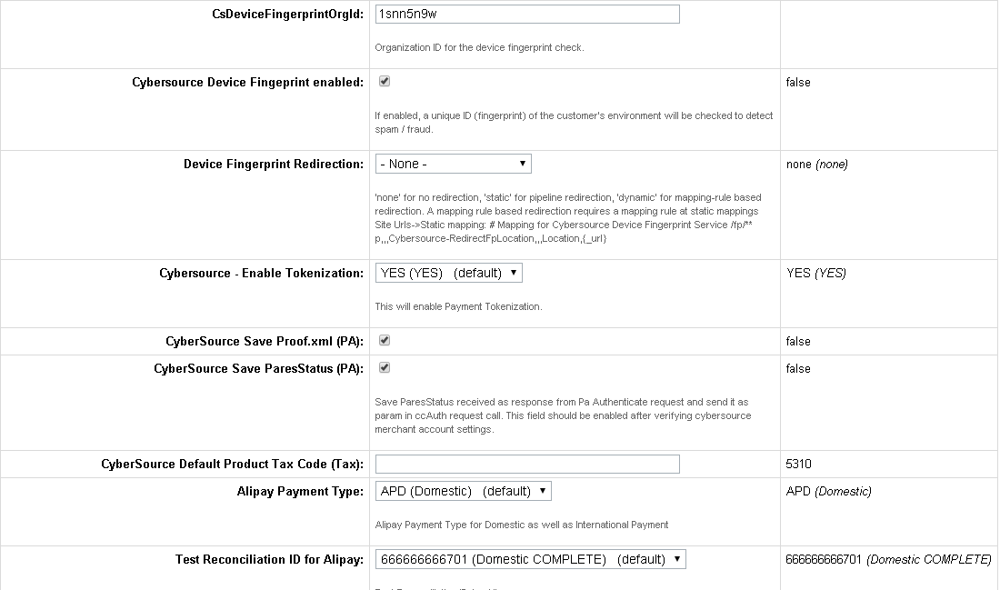 CsDeviceFingerprintOrgId: 1snn5n9w
Organization ID for the device fingerprint check.
Cybersource Device Fingeprint enabled: false
If enabled, a unique ID (fingerprint) of the customer's environment will be checked to detect
spam / fraud.
Device Fingerprint Redirection: - None - none (none)
'none' for no redirection, 'static' for pipeline redirection, 'dynamic' for mapping-rule based
redirection. A mapping rule based redirection requires a mapping rule at static mappings
Site Urls->Static mapping: # Mapping for Cybersource Device Fingerprint Service /fp/**
p,,,Cybersource-RedirectFpLocation,,,Location,{_url}
Cybersource - Enable Tokenization: YES (YES) (default) YES (YES)
This will enable Payment Tokenization.
CyberSource Save Proof.xml (PA): false
CyberSource Save ParesStatus (PA): false
Save ParesStatus received as response from Pa Authenticate request and send it as
param in ccAuth request call. This field should be enabled after verifying cybersource
merchant account settings.
CyberSource Default Product Tax Code (Tax): 5310
Alipay Payment Type: APD (Domestic) (default) APD (Domestic)
Alipay Payment Type for Domestic as well as International Payment
Test Reconciliation ID for Alipay: 666666666701 (Domestic COMPLETE) (default) 666666666701 (Domestic COMPLETE)